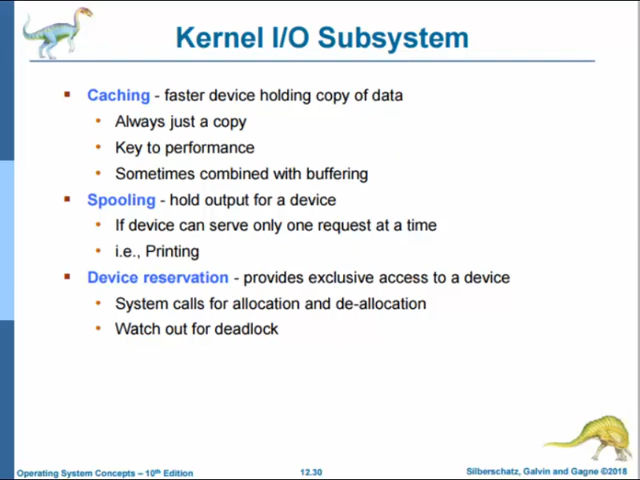 Kernel I/O Subsystem
▪ Caching - faster device holding copy of data
• Always just a copy
• Key to performance
• Sometimes combined with buffering
▪ Spooling - hold output for a device
• If device can serve only one request at a time
• i.e., Printing
▪ Device reservation - provides exclusive access to a device
• System calls for allocation and de-allocation
• Watch out for deadlock
Operating System Concepts – 10th Edition
12.30
Silberschatz, Galvin and Gagne ©2018